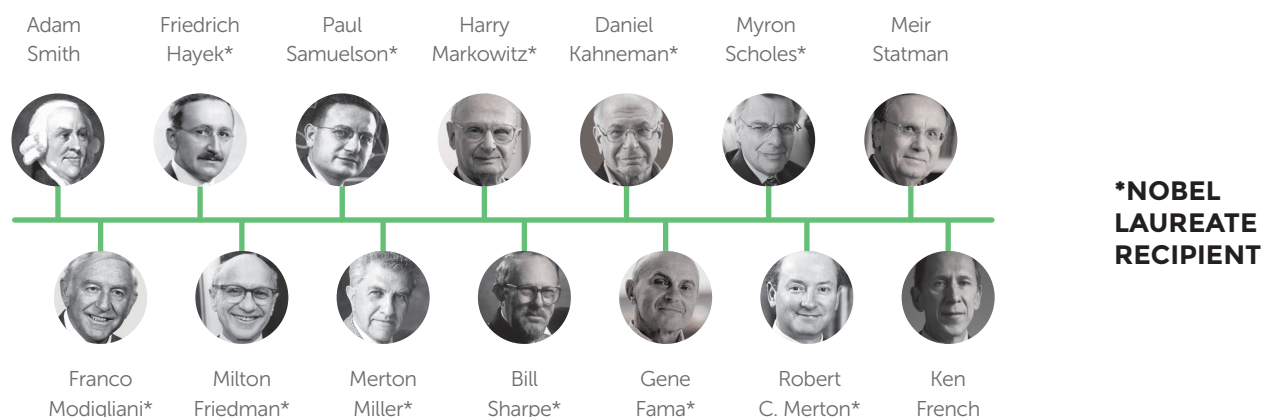 Adam
Smith
Friedrich
Hayek*
Paul
Samuelson*
Harry
Markowitz*
Daniel
Kahneman*
Myron
Scholes*
Meir
Statman
*NOBEL
LAUREATE
RECIPIENT
Franco
Modigliani*
Milton
Friedman*
Merton
Miller*
Bill
Sharpe*
Gene
Fama*
Robert
C. Merton*
Ken
French